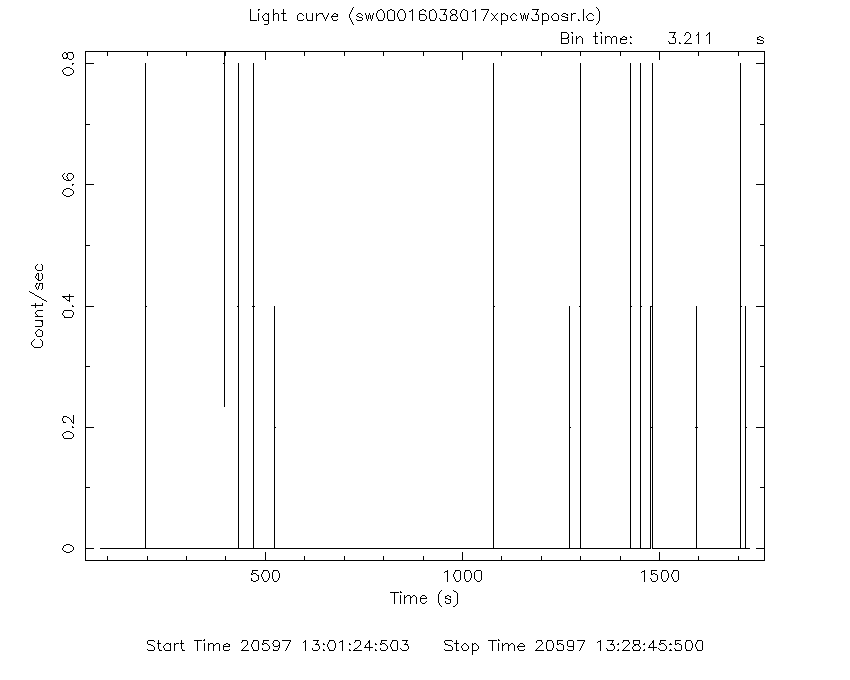 Light curve (sw00016038017xpcw3posr.lc)
Bin time: 3.211 s
0.8
0.6
0.4
0.2
0
Count/sec
500 1000 1500
Time (s)
Start Time 20597 13:01:24:503 Stop Time 20597 13:28:45:500